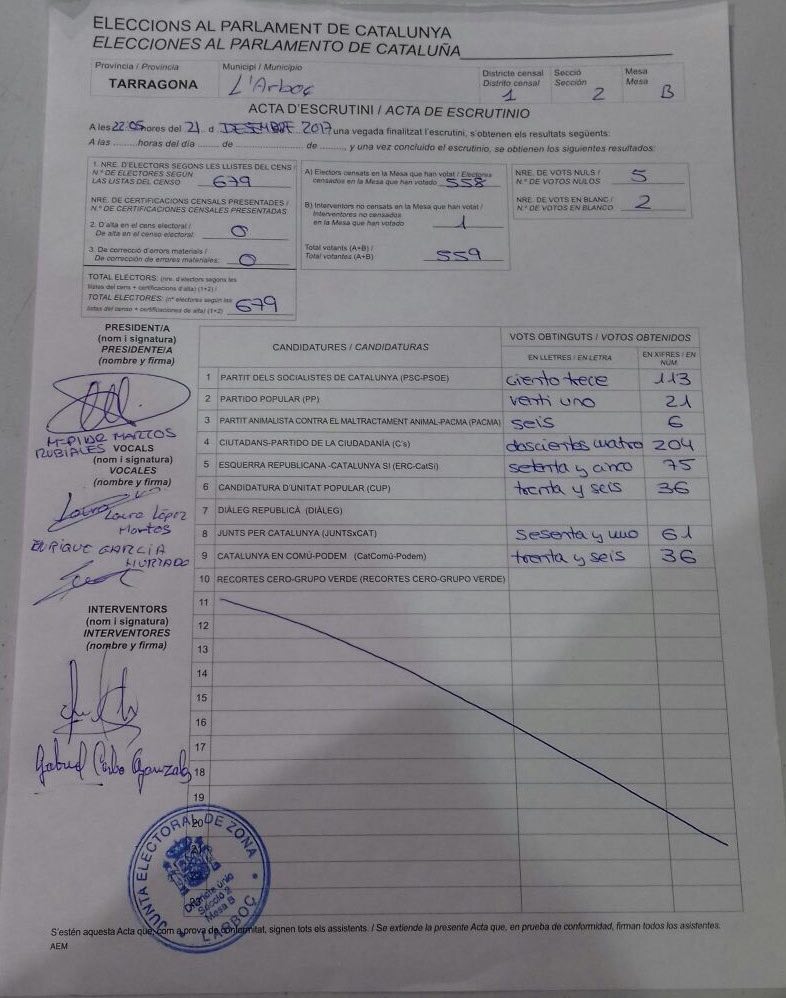 ELECCIONS AL PARLAMENT DE CATALUNYA
ELECCIONES AL PARLAMENTO DE CATALUÑA
Provincia / Provincia
TARRAGONA
Municipi / Municipio
L'Arboç
Districte censal
Distrito censal
1
Secció
Sección
2
Mesa
Mesa
B
ACTA D'ESCRUTINI / ACTA DE ESCRUTINIO
A les 22.05 hores del 21 d DESEMBRE 2017 una vegada finalitzat l'escrutini, s'obtenen els resultats següents:
A las ......... horas del día ...... de .................. de ........, y una vez concluido el escrutinio, se obtienen los siguientes resultados:
1. NRE. D'ELECTORS SEGONS LES LLISTES DEL CENS /
N.º DE ELECTORES SEGÚN
LAS LISTAS DEL CENSO 679
NRE. DE CERTIFICACIONS CENSALS PRESENTADES /
N.º DE CERTIFICACIONES CENSALES PRESENTADAS
2. D'alta en el cens electoral /
De alta en el censo electoral: 0
3. De correcció d'errors materials /
De corrección de errores materiales: 0
TOTAL ELECTORS: (nre. d'electors segons les
llistes del cens + certificacions d'alta) (1+2) /
TOTAL ELECTORES: (nº electores según las
listas del censo + certificaciones de alta) (1+2) 679
A) Electors censats en la Mesa que han votat / Electores
censados en la Mesa que han votado 558
B) Interventors no censats en la Mesa que han votat /
Interventores no censados
en la Mesa que han votado 1
Total votants (A+B) /
Total votantes (A+B) 559
NRE. DE VOTS NULS /
N.º DE VOTOS NULOS 5
NRE. DE VOTS EN BLANC /
N.º DE VOTOS EN BLANCO 2
PRESIDENT/A
(nom i signatura)
PRESIDENTE/A
(nombre y firma)
MARCOS
RUBIALES
VOCALS
(nom i signatura)
VOCALES
(nombre y firma)
Laura López
Martos
ENRIQUE GARCÍA
HURTADO
INTERVENTORS
(nom i signatura)
INTERVENTORES
(nombre y firma)
Gabriel
CANDIDATURES / CANDIDATURAS
VOTS OBTINGUTS / VOTOS OBTENIDOS
EN LLETRES / EN LETRA
EN XIFRES / EN NÚM.
1 PARTIT DELS SOCIALISTES DE CATALUNYA (PSC-PSOE) ciento trece 113
2 PARTIDO POPULAR (PP) venti uno 21
3 PARTIT ANIMALISTA CONTRA EL MALTRACTAMENT ANIMAL-PACMA (PACMA) seis 6
4 CIUTADANS-PARTIDO DE LA CIUDADANÍA (C's) doscientos cuatro 204
5 ESQUERRA REPUBLICANA -CATALUNYA SI (ERC-CatSí) setenta y cinco 75
6 CANDIDATURA D'UNITAT POPULAR (CUP) trenta y seis 36
7 DIÀLEG REPUBLICÀ (DIÀLEG)
8 JUNTS PER CATALUNYA (JUNTSxCAT) sesenta y uno 61
9 CATALUNYA EN COMÚ-PODEM (CatComú-Podem) trenta y seis 36
10 RECORTES CERO-GRUPO VERDE (RECORTES CERO-GRUPO VERDE)
11
12
13
14
15
16
17
18
19
20
JUNTA ELECTORAL DE ZONA
Districte únic
Secció 2
Mesa B
L'ARBOÇ
S'estén aquesta Acta que, com a prova de conformitat, signen tots els assistents. / Se extiende la presente Acta que, en prueba de conformidad, firman todos los asistentes.
AEM